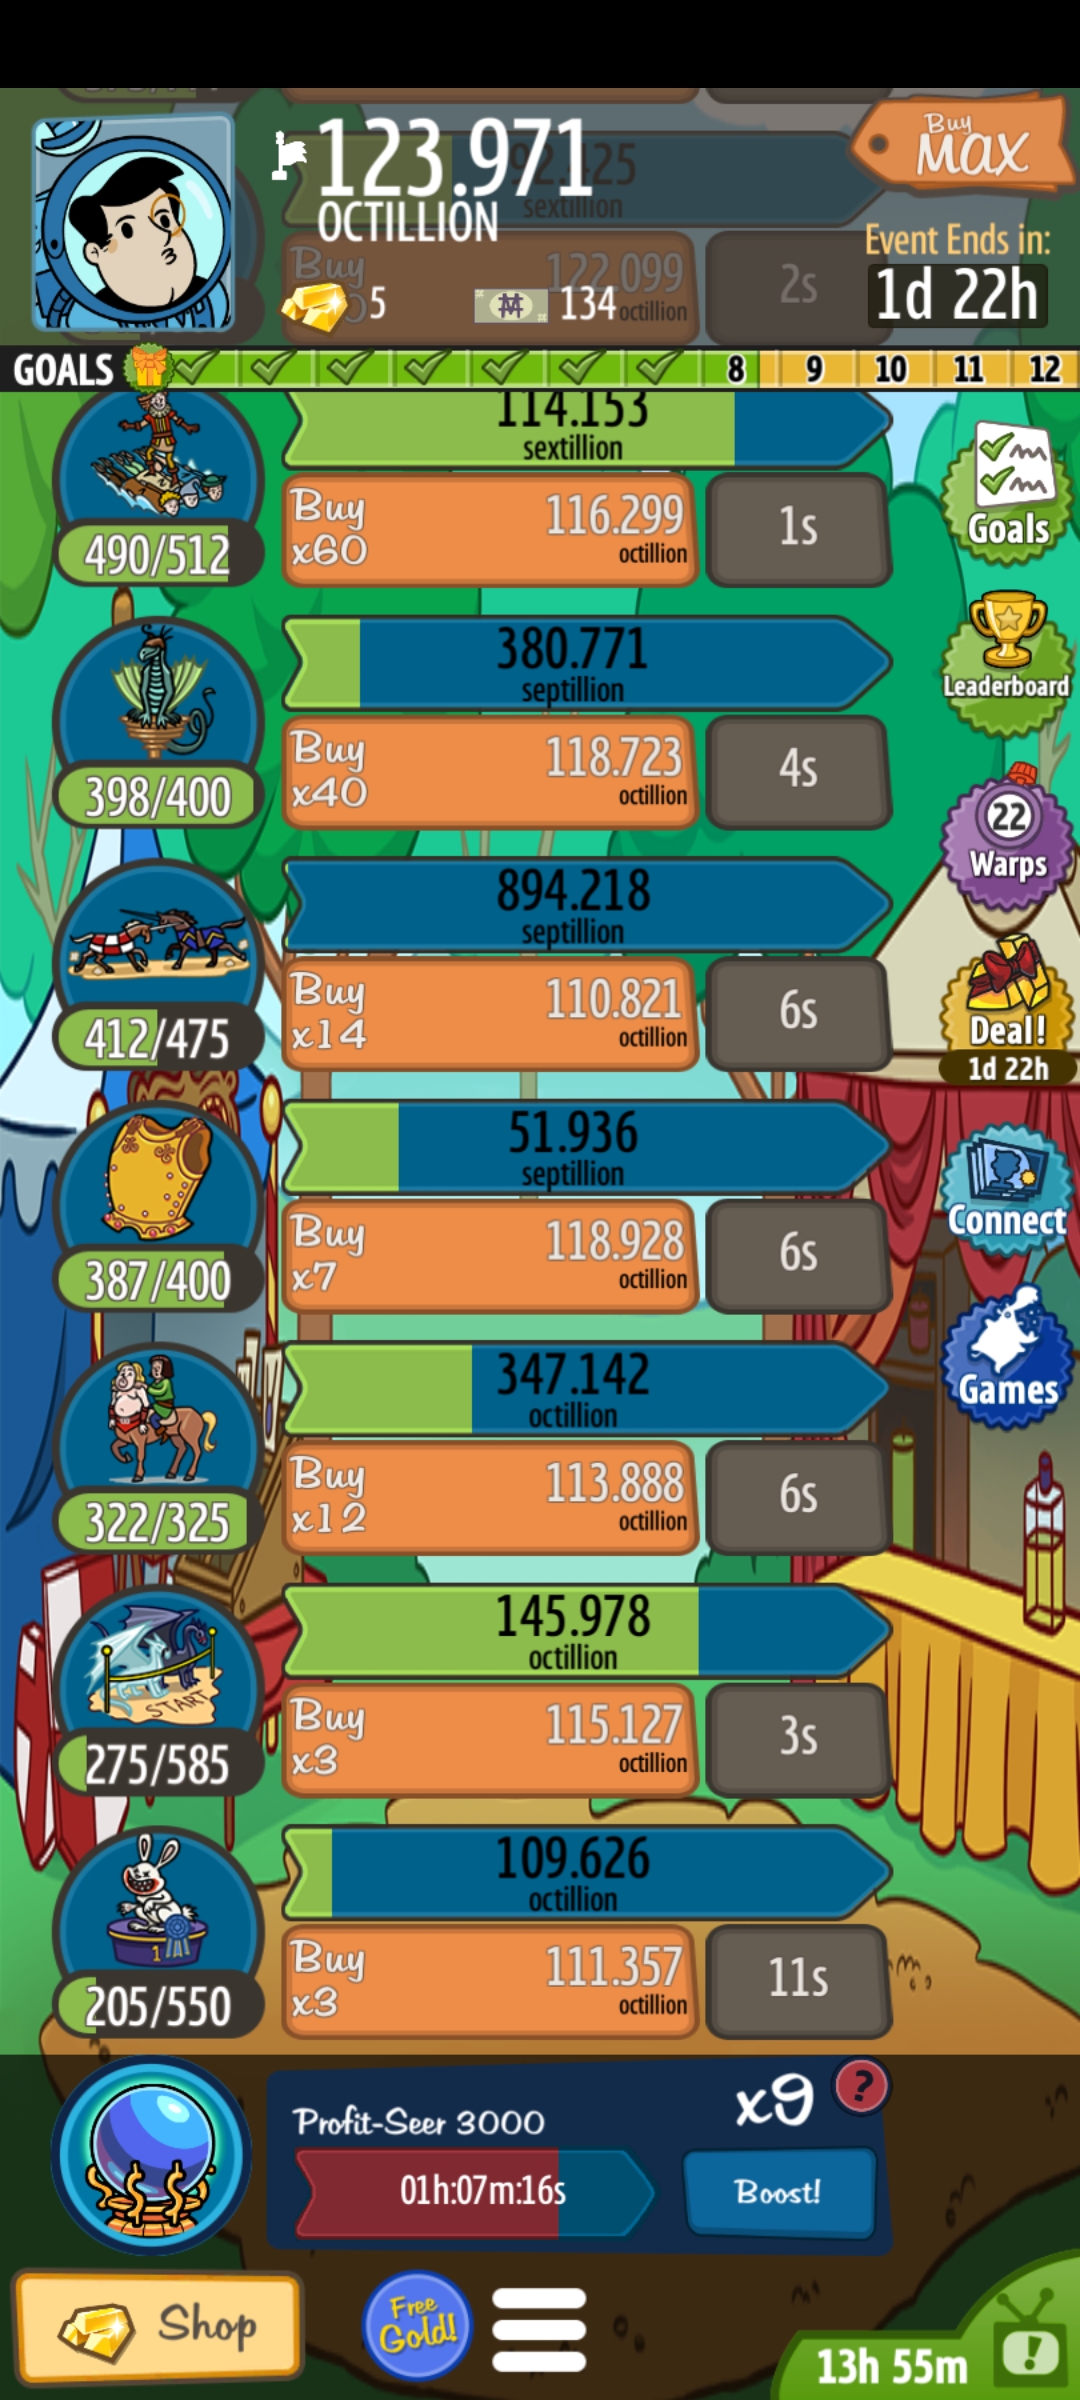 123.971
OCTILLION
Buy
MAX
Event Ends in:
1d 22h
sextillion
Buy
122.099
octillion
2s
5
134
GOALS
8 9 10 11 12
114.153
sextillion
490/512
Buy
x60
116.299
octillion
1s
Goals
380.771
septillion
398/400
Buy
x40
118.723
octillion
4s
Leaderboard
894.218
septillion
412/475
Buy
x14
110.821
octillion
6s
22
Warps
Deal!
1d 22h
51.936
septillion
387/400
Buy
x7
118.928
octillion
6s
Connect
347.142
octillion
322/325
Buy
x12
113.888
octillion
6s
Games
145.978
octillion
START
275/585
Buy
x3
115.127
octillion
3s
109.626
octillion
1
205/550
Buy
x3
111.357
octillion
11s
Profit-Seer 3000
x9
?
01h:07m:16s
Boost!
Shop
Free
Gold!
13h 55m
!